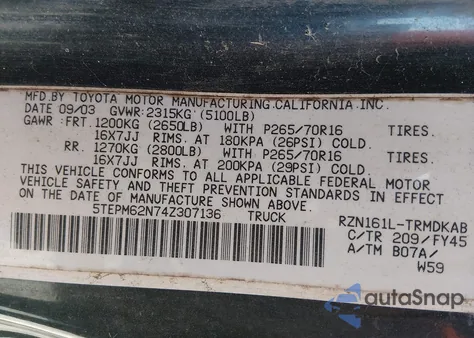 MFD.BY TOYOTA MOTOR MANUFACTURING.CALIFORNIA.INC.
DATE 09/03 GVWR:2315KG (5100LB)
GAWR:FRT 1200KG (2650LB) WITH P265/70R16 TIRES.
16X7JJ RIMS. AT 180KPA (26PSI) COLD.
RR. 1270KG (2800LB) WITH P265/70R16 TIRES.
16X7JJ RIMS. AT 200KPA (29PSI) COLD.
THIS VEHICLE CONFORMS TO ALL APPLICABLE FEDERAL MOTOR
VEHICLE SAFETY AND THEFT PREVENTION STANDARDS IN EFFECT
ON THE DATE OF MANUFACTURE SHOWN ABOVE.
5TEPM62N74Z307136 TRUCK
RZN161L-TRMDKAB
C/TR 209/FY45
A/TM B07A/
W59
autaSnap